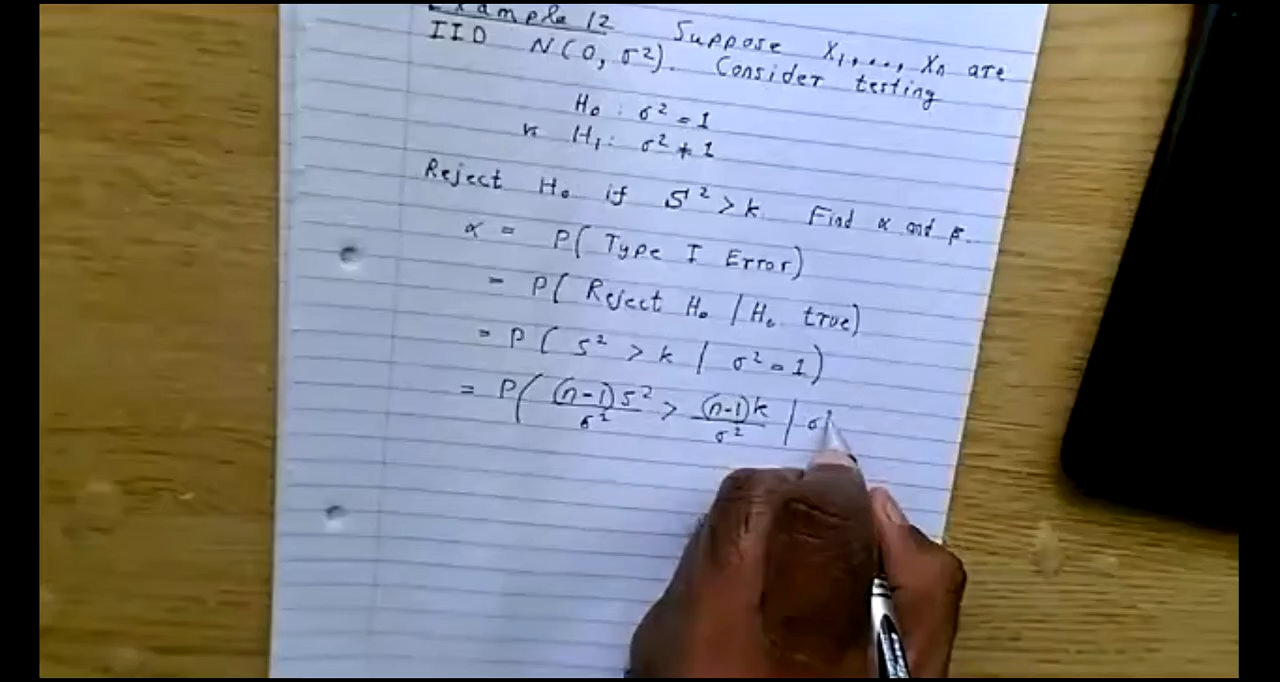 Example 12 Suppose X₁, ..., Xn are
IID N(0, σ²). Consider testing
H₀ : σ² = 1
vs H₁ : σ² ≠ 1
Reject H₀ if S² > k. Find α and β.
α = P( Type I Error)
= P( Reject H₀ | H₀ true)
= P( S² > k | σ² = 1)
= P( (n-1)S²/σ² > (n-1)k/σ² | σ²